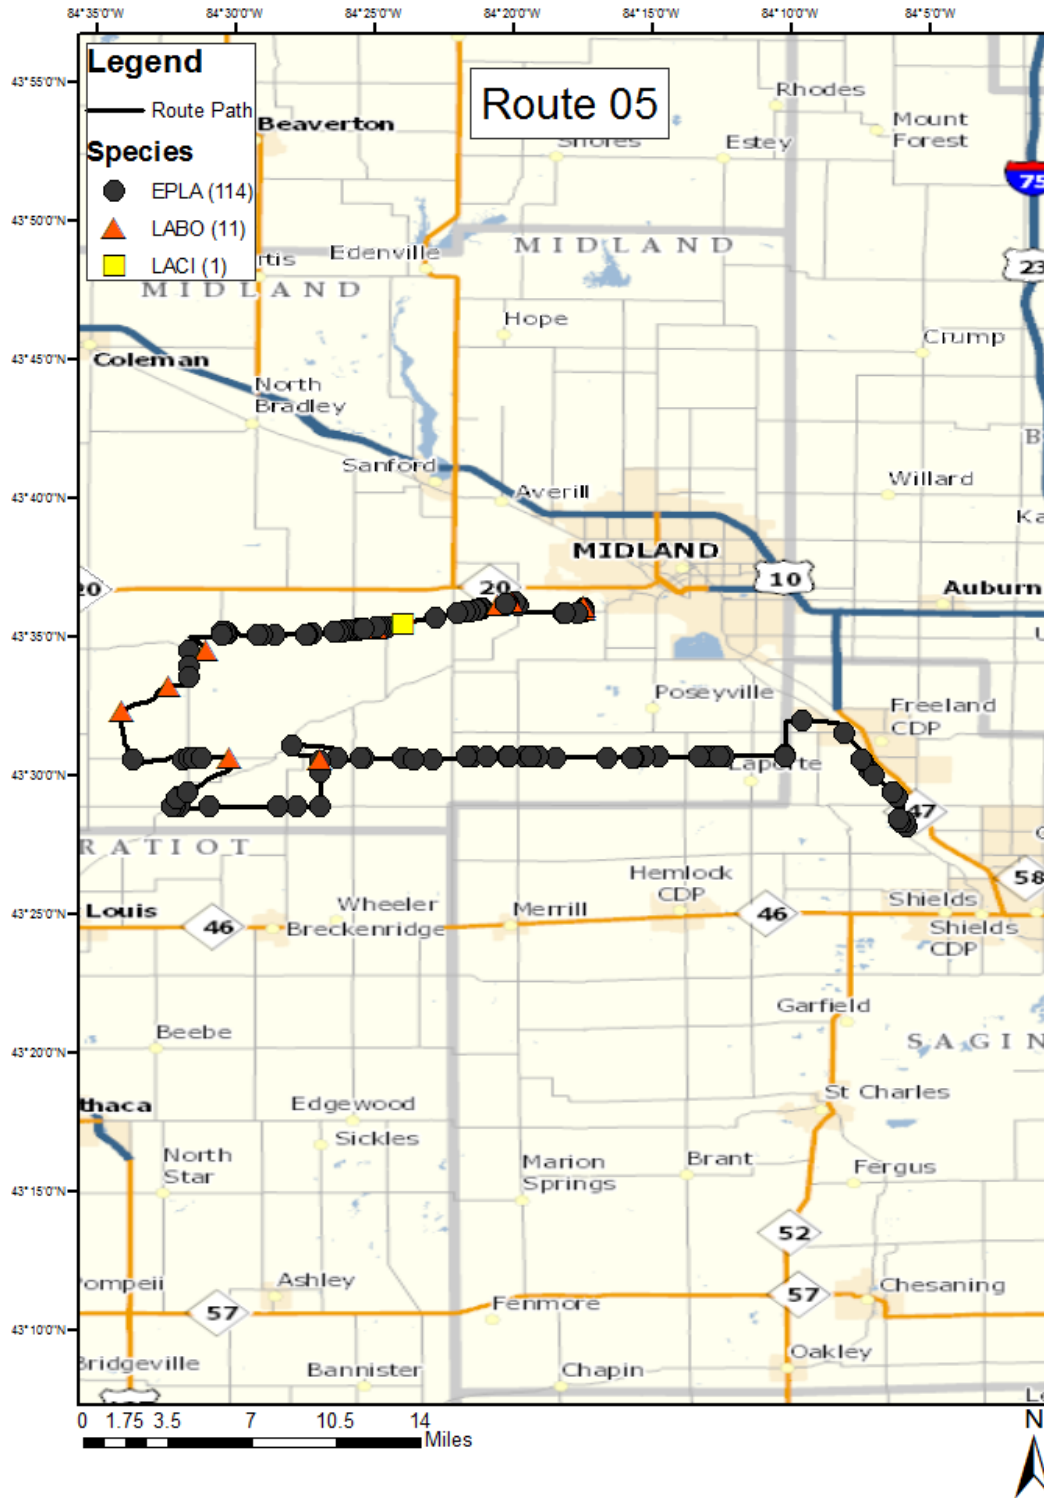 84°35'0"W 84°30'0"W 84°25'0"W 84°20'0"W 84°15'0"W 84°10'0"W 84°5'0"W
43°55'0"N
43°50'0"N
43°45'0"N
43°40'0"N
43°35'0"N
43°30'0"N
43°25'0"N
43°20'0"N
43°15'0"N
43°10'0"N
Legend
Route Path
Species
EPLA (114)
LABO (11)
LACI (1)
Route 05
Beaverton
Rhodes
Mount
Forest
Estey
75
23
Edenville
MIDLAND
MIDLAND
Hope
Crump
Coleman
North
Bradley
Sanford
Averill
Willard
MIDLAND
10
20
20
Auburn
Poseyville
Freeland
CDP
Laporte
47
RATIOT
58
Hemlock
CDP
Louis
46
Wheeler
Breckenridge
Merrill
46
Shields
Shields
CDP
Garfield
Beebe
SAGIN
thaca
Edgewood
Sickles
St Charles
North
Star
Marion
Springs
Brant
Fergus
52
ompeii
Ashley
57
Fenmore
57
Chesaning
Bridgeville
Bannister
Chapin
Oakley
0 1.75 3.5 7 10.5 14
Miles
N